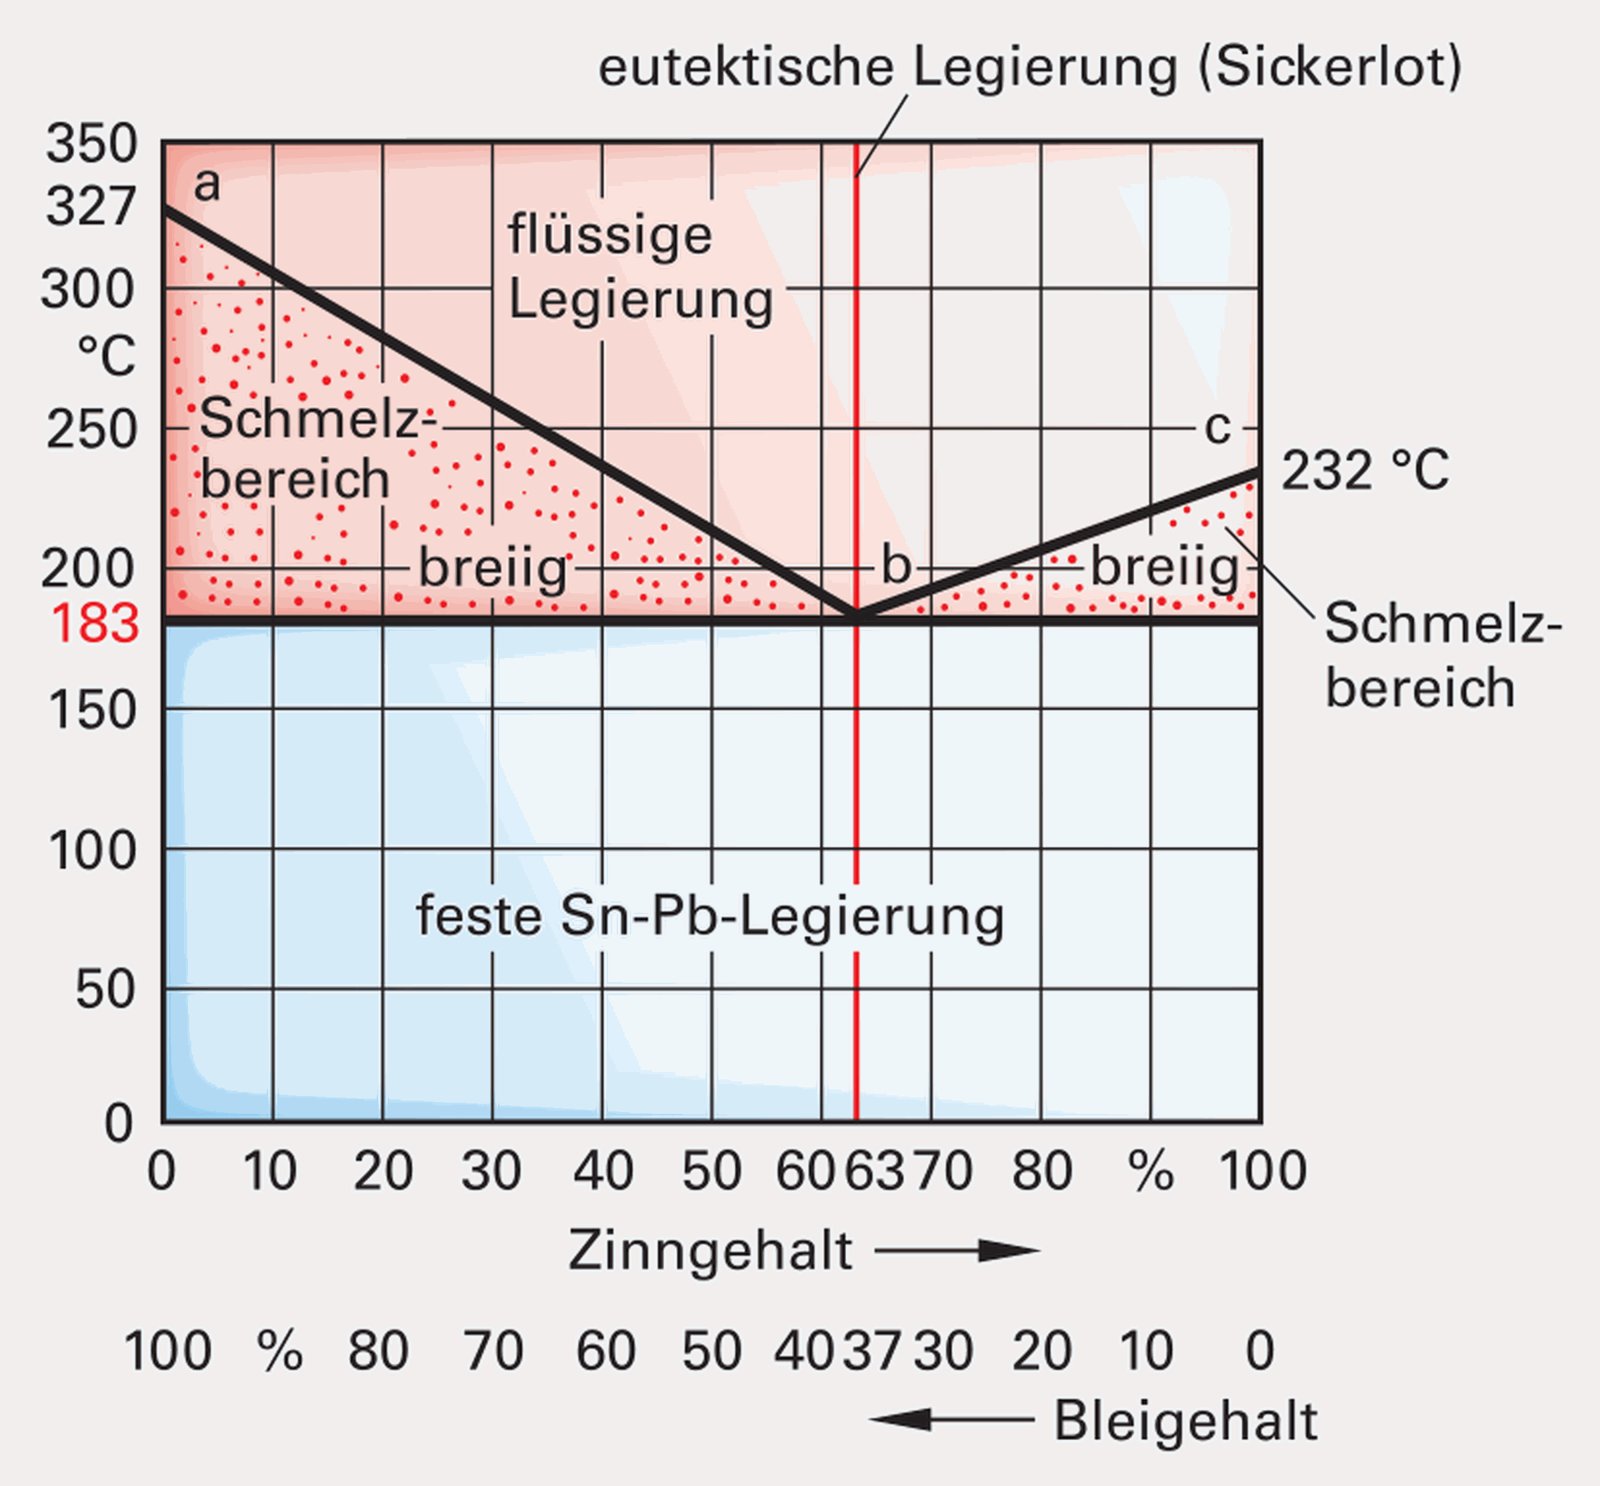 eutektische Legierung (Sickerlot)
350
327
300
°C
250
200
183
150
100
50
0
a
flüssige
Legierung
Schmelz-
bereich
breiig
b
c
232 °C
breiig
Schmelz-
bereich
feste Sn-Pb-Legierung
0 10 20 30 40 50 60 63 70 80 % 100
Zinngehalt
100 % 80 70 60 50 40 37 30 20 10 0
Bleigehalt